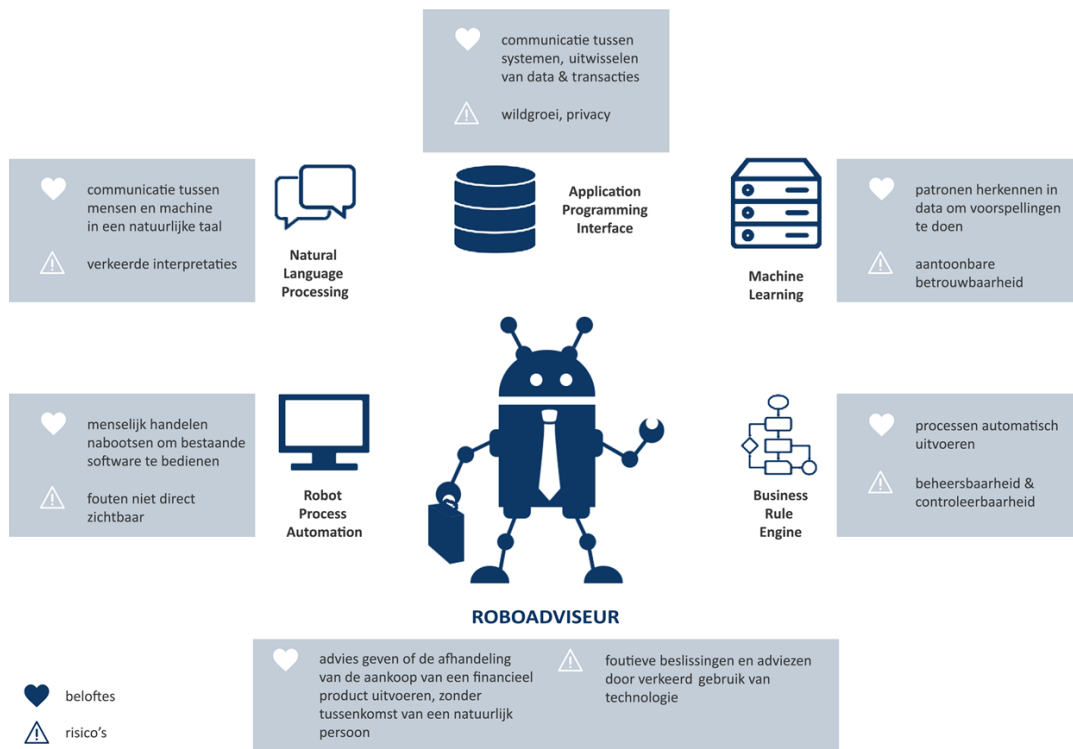 communicatie tussen
systemen, uitwisselen
van data & transacties
wildgroei, privacy
communicatie tussen
mensen en machine
in een natuurlijke taal
verkeerde interpretaties
Natural
Language
Processing
Application
Programming
Interface
Machine
Learning
patronen herkennen in
data om voorspellingen
te doen
aantoonbare
betrouwbaarheid
menselijk handelen
nabootsen om bestaande
software te bedienen
fouten niet direct
zichtbaar
Robot
Process
Automation
Business
Rule
Engine
processen automatisch
uitvoeren
beheersbaarheid &
controleerbaarheid
ROBOADVISEUR
advies geven of de afhandeling
van de aankoop van een financieel
product uitvoeren, zonder
tussenkomst van een natuurlijk
persoon
foutieve beslissingen en adviezen
door verkeerd gebruik van
technologie
beloftes
risico's